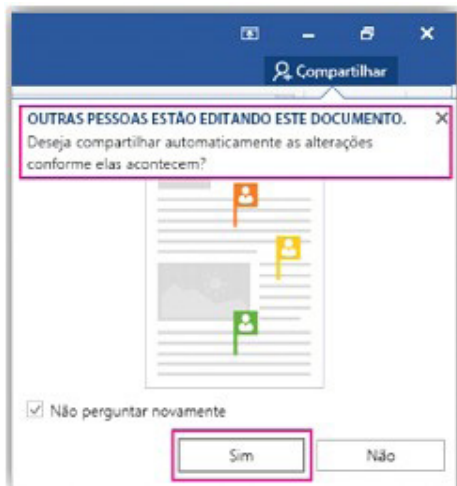 Compartilhar
OUTRAS PESSOAS ESTÃO EDITANDO ESTE DOCUMENTO.
Deseja compartilhar automaticamente as alterações
conforme elas acontecem?
Não perguntar novamente
Sim
Não